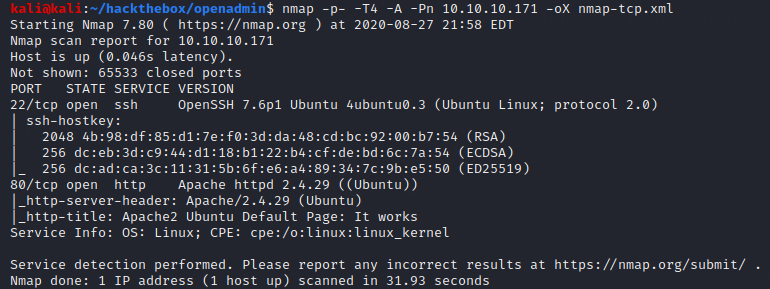 kali@kali:~/hackthebox/openadmin$ nmap -p- -T4 -A -Pn 10.10.10.171 -oX nmap-tcp.xml
Starting Nmap 7.80 ( https://nmap.org ) at 2020-08-27 21:58 EDT
Nmap scan report for 10.10.10.171
Host is up (0.046s latency).
Not shown: 65533 closed ports
PORT   STATE SERVICE VERSION
22/tcp open  ssh     OpenSSH 7.6p1 Ubuntu 4ubuntu0.3 (Ubuntu Linux; protocol 2.0)
| ssh-hostkey:
|   2048 4b:98:df:85:d1:7e:f0:3d:da:48:cd:bc:92:00:b7:54 (RSA)
|   256 dc:eb:3d:c9:44:d1:18:b1:22:b4:cf:de:bd:6c:7a:54 (ECDSA)
|_  256 dc:ad:ca:3c:11:31:5b:6f:e6:a4:89:34:7c:9b:e5:50 (ED25519)
80/tcp open  http    Apache httpd 2.4.29 ((Ubuntu))
|_http-server-header: Apache/2.4.29 (Ubuntu)
|_http-title: Apache2 Ubuntu Default Page: It works
Service Info: OS: Linux; CPE: cpe:/o:linux:linux_kernel
Service detection performed. Please report any incorrect results at https://nmap.org/submit/ .
Nmap done: 1 IP address (1 host up) scanned in 31.93 seconds